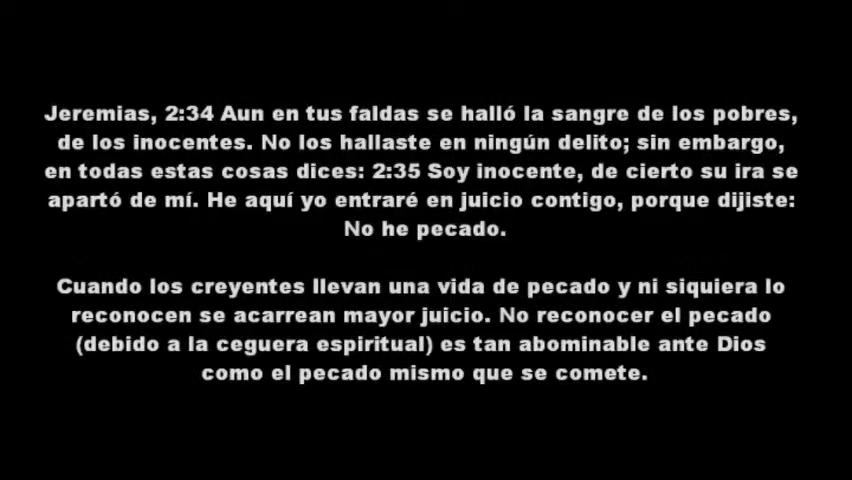 Jeremias, 2:34 Aun en tus faldas se halló la sangre de los pobres,
de los inocentes. No los hallaste en ningún delito; sin embargo,
en todas estas cosas dices: 2:35 Soy inocente, de cierto su ira se
apartó de mí. He aquí yo entraré en juicio contigo, porque dijiste:
No he pecado.
Cuando los creyentes llevan una vida de pecado y ni siquiera lo
reconocen se acarrean mayor juicio. No reconocer el pecado
(debido a la ceguera espiritual) es tan abominable ante Dios
como el pecado mismo que se comete.